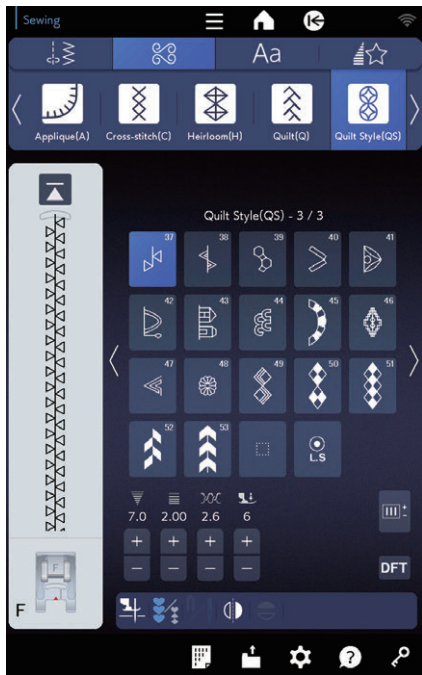 Sewing
Aa
Applique(A) Cross-stitch(C) Heirloom(H) Quilt(Q) Quilt Style(QS)
Quilt Style(QS) - 3 / 3
37 38 39 40 41
42 43 44 45 46
47 48 49 50 51
52 53 L.S
7.0 2.00 2.6 6
+ + + +
− − − −
DFT
F
F
?